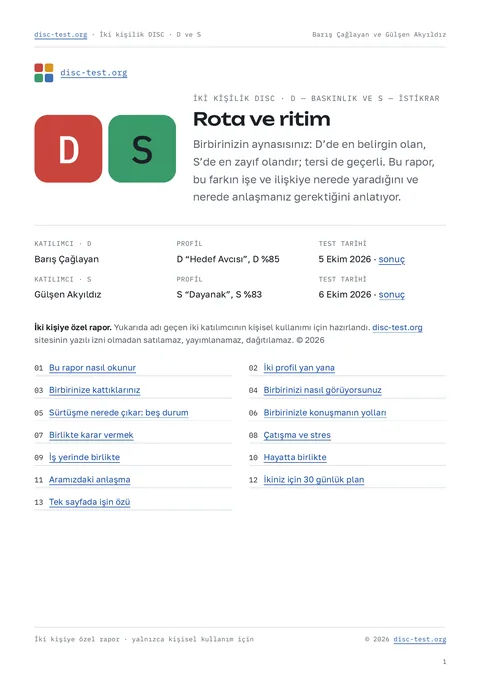 disc-test.org · İki kişilik DISC · D ve S
Barış Çağlayan ve Gülşen Akyıldız
disc-test.org
İKİ KİŞİLİK DISC · D — BASKINLIK VE S — İSTİKRAR
Rota ve ritim
D
S
Birbirinizin aynasısınız: D’de en belirgin olan,
S’de en zayıf olandır; tersi de geçerli. Bu rapor,
bu farkın işe ve ilişkiye nerede yaradığını ve
nerede anlaşmanız gerektiğini anlatıyor.
KATILIMCI · D
PROFİL
TEST TARİHİ
Barış Çağlayan
D “Hedef Avcısı”, D %85
5 Ekim 2026 · sonuç
KATILIMCI · S
PROFİL
TEST TARİHİ
Gülşen Akyıldız
S “Dayanak”, S %83
6 Ekim 2026 · sonuç
İki kişiye özel rapor. Yukarıda adı geçen iki katılımcının kişisel kullanımı için hazırlandı. disc-test.org
sitesinin yazılı izni olmadan satılamaz, yayımlanamaz, dağıtılamaz. © 2026
01 Bu rapor nasıl okunur
02 İki profil yan yana
03 Birbirinize kattıklarınız
04 Birbirinizi nasıl görüyorsunuz
05 Sürtüşme nerede çıkar: beş durum
06 Birbirinizle konuşmanın yolları
07 Birlikte karar vermek
08 Çatışma ve stres
09 İş yerinde birlikte
10 Hayatta birlikte
11 Aramızdaki anlaşma
12 İkiniz için 30 günlük plan
13 Tek sayfada işin özü
İki kişiye özel rapor · yalnızca kişisel kullanım için
© 2026 disc-test.org
1